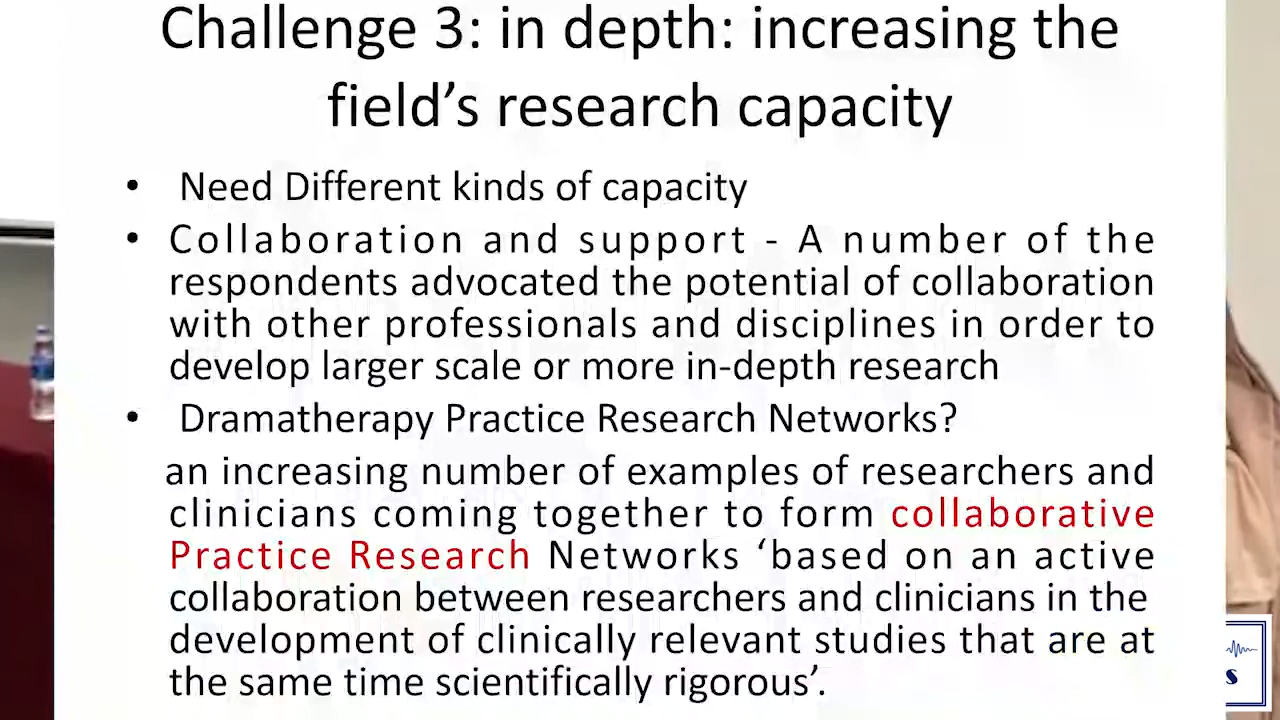 Challenge 3: in depth: increasing the
field’s research capacity
• Need Different kinds of capacity
• Collaboration and support - A number of the
respondents advocated the potential of collaboration
with other professionals and disciplines in order to
develop larger scale or more in-depth research
• Dramatherapy Practice Research Networks?
an increasing number of examples of researchers and
clinicians coming together to form collaborative
Practice Research Networks ‘based on an active
collaboration between researchers and clinicians in the
development of clinically relevant studies that are at
the same time scientifically rigorous’.